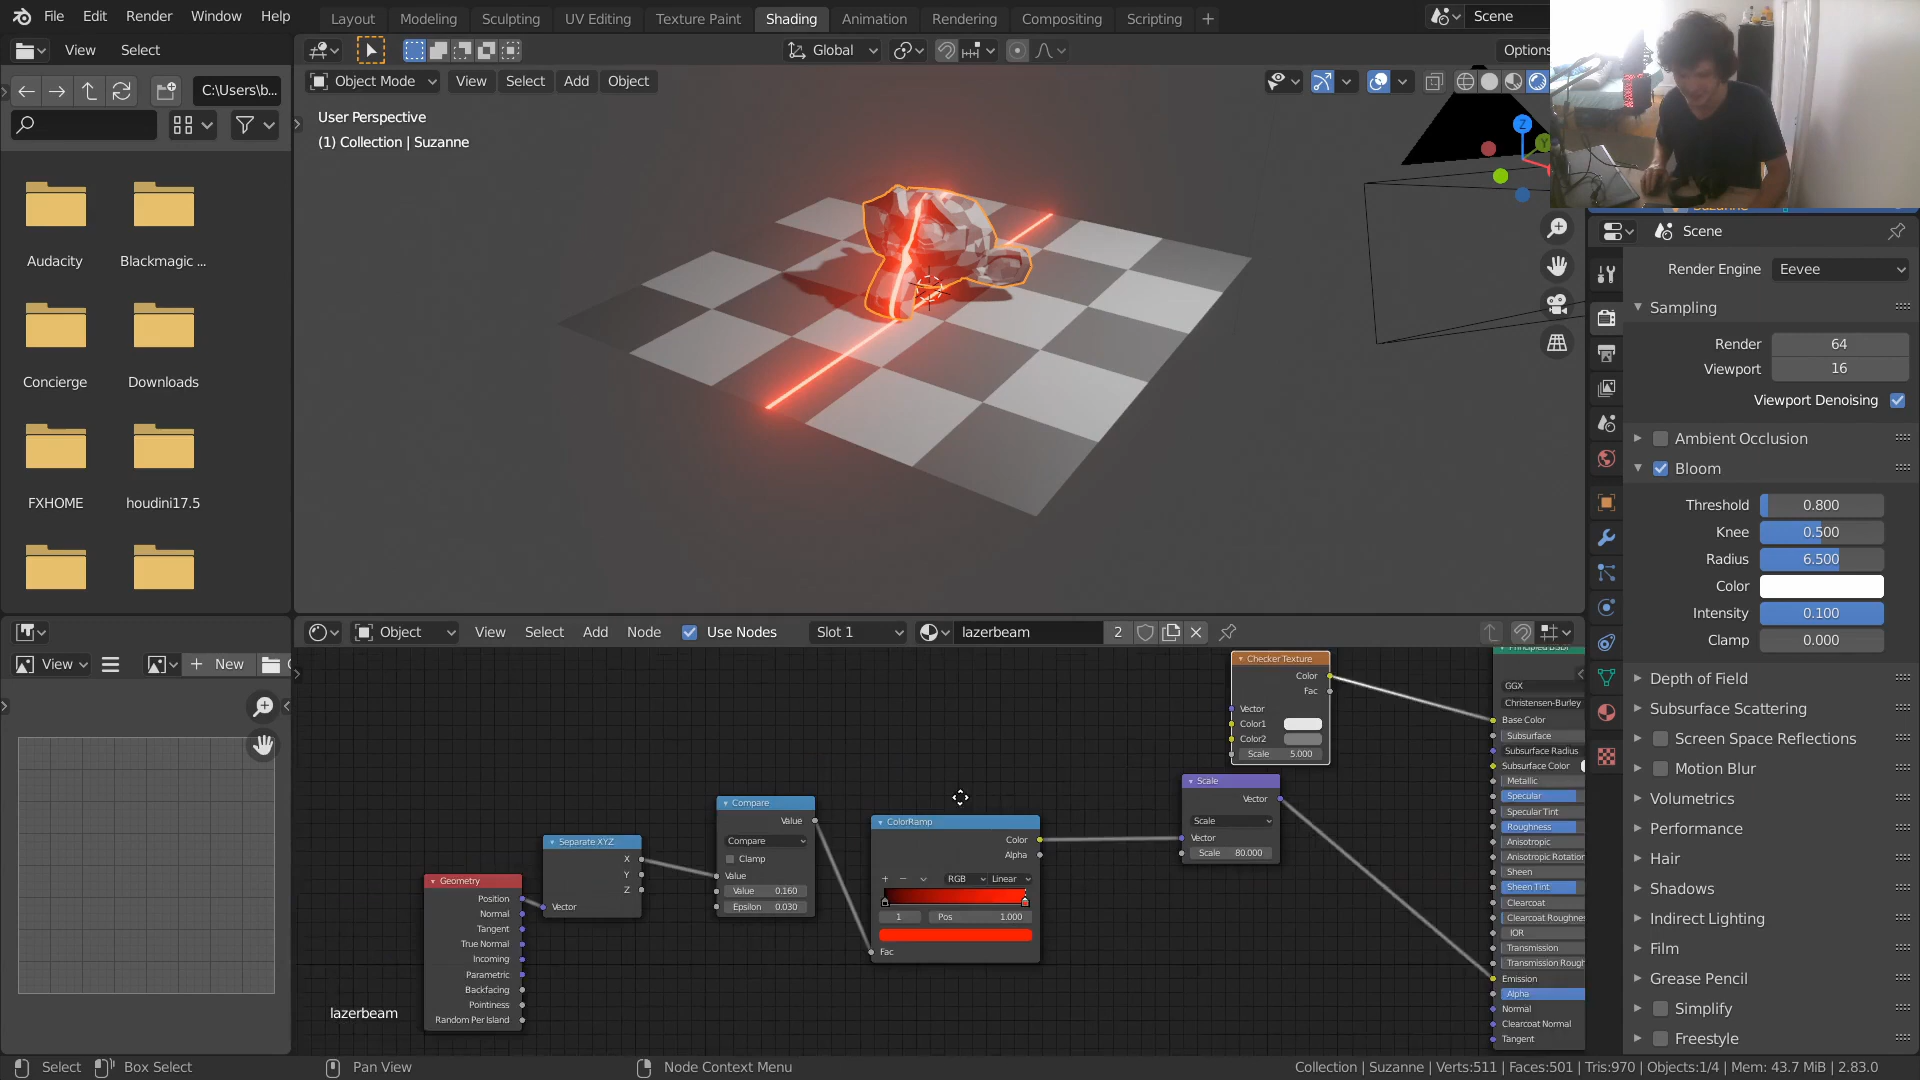 File Edit Render Window Help Layout Modeling Sculpting UV Editing Texture Paint Shading Animation Rendering Compositing Scripting + Scene
View Select Global Options
C:\Users\b... Object Mode View Select Add Object
User Perspective
(1) Collection | Suzanne
Z
Y
Audacity Blackmagic ...
Concierge Downloads
FXHOME houdini17.5
Scene
Render Engine Eevee
Sampling
Render 64
Viewport 16
Viewport Denoising
Ambient Occlusion
Bloom
Threshold 0.800
Knee 0.500
Radius 6.500
Color
Intensity 0.100
Clamp 0.000
Depth of Field
Subsurface Scattering
Screen Space Reflections
Motion Blur
Volumetrics
Performance
Hair
Shadows
Indirect Lighting
Film
Grease Pencil
Simplify
Freestyle
Object View Select Add Node Use Nodes Slot 1 lazerbeam 2
View + New
Geometry
Position
Normal
Tangent
True Normal
Incoming
Parametric
Backfacing
Pointiness
Random Per Island
Separate XYZ
X
Y
Z
Vector
Compare
Value
Compare
Clamp
Value
Value 0.160
Epsilon 0.030
ColorRamp
Color
Alpha
+ − RGB Linear
1 Pos 1.000
Fac
Scale
Vector
Scale
Vector
Scale 80.000
Checker Texture
Color
Fac
Vector
Color1
Color2
Scale 5.000
GGX
Christensen-Burley
Base Color
Subsurface
Subsurface Radius
Subsurface Color
Metallic
Specular
Specular Tint
Roughness
Anisotropic
Anisotropic Rotation
Sheen
Sheen Tint
Clearcoat
Clearcoat Roughness
IOR
Transmission
Transmission Rough
Emission
Alpha
Normal
Clearcoat Normal
Tangent
lazerbeam
Select Box Select Pan View Node Context Menu Collection | Suzanne | Verts:511 | Faces:501 | Tris:970 | Objects:1/4 | Mem: 43.7 MiB | 2.83.0